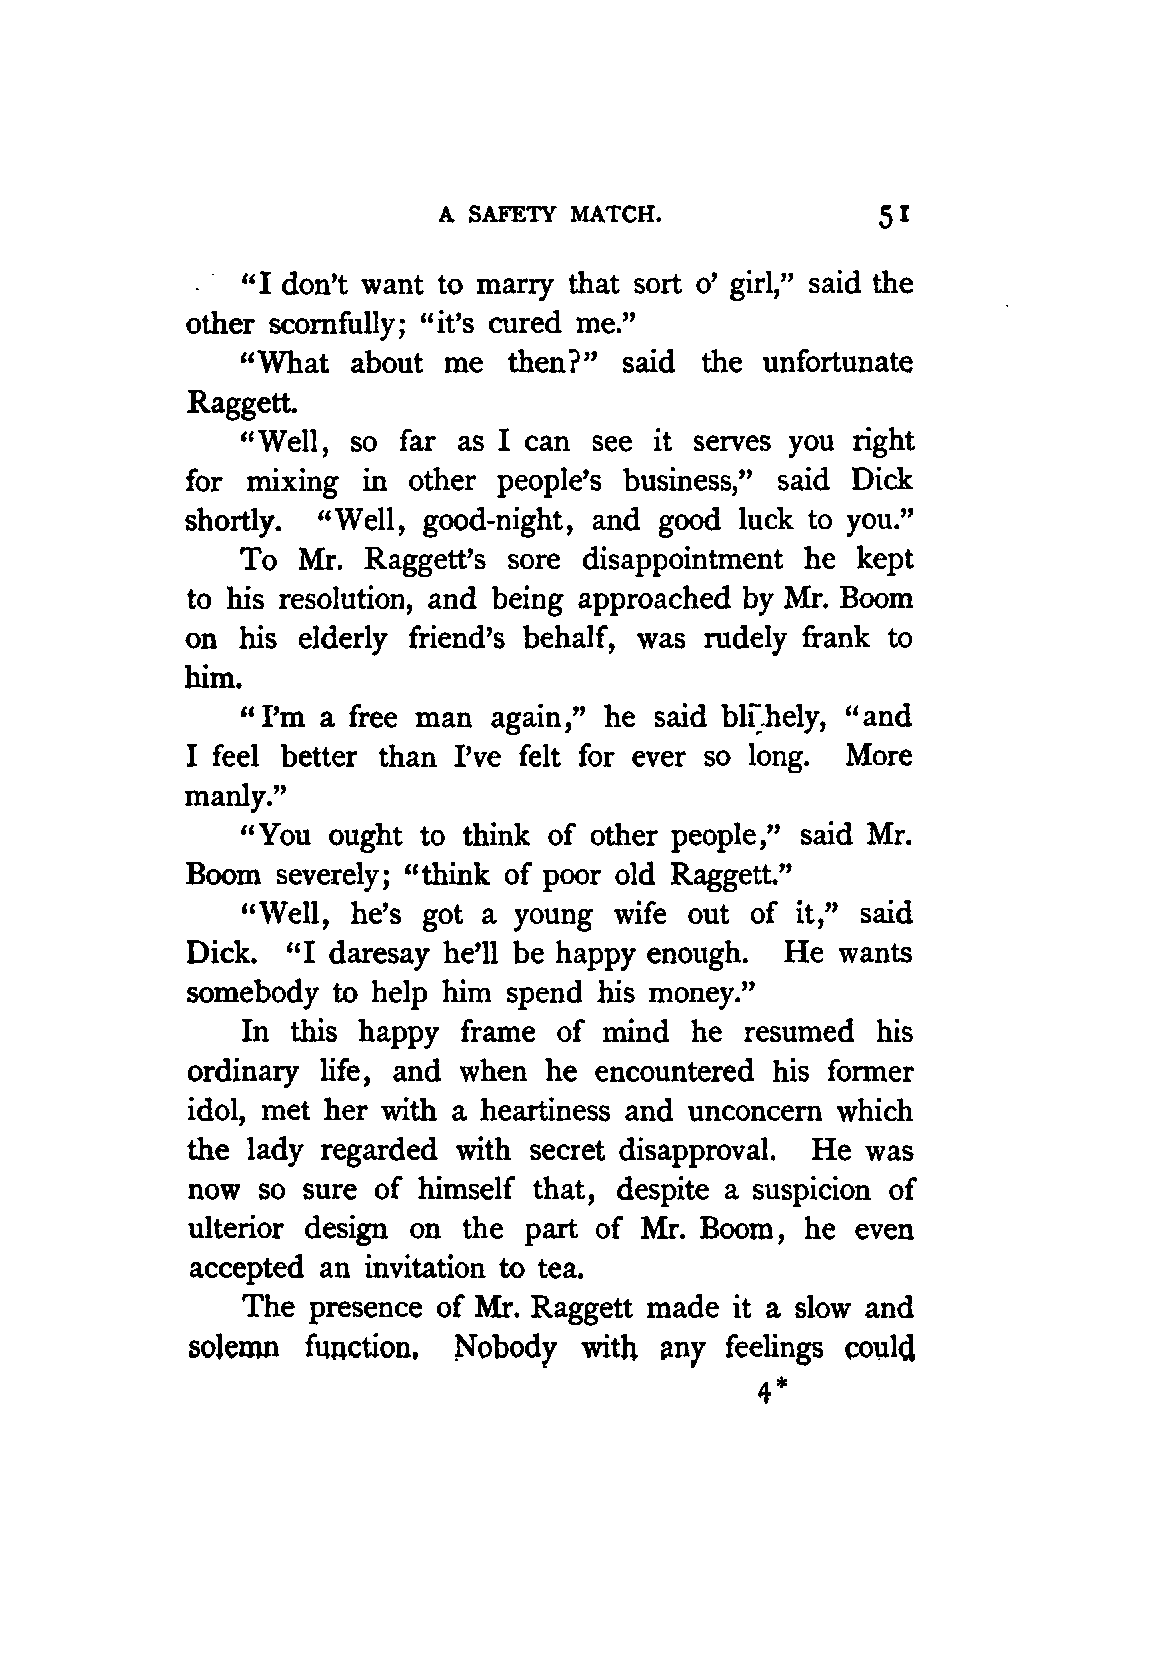 A SAFETY MATCH. 51
“I don’t want to marry that sort o’ girl,” said the
other scornfully; “it’s cured me.”
“What about me then?” said the unfortunate
Raggett.
“Well, so far as I can see it serves you right
for mixing in other people’s business,” said Dick
shortly. “Well, good-night, and good luck to you.”
To Mr. Raggett’s sore disappointment he kept
to his resolution, and being approached by Mr. Boom
on his elderly friend’s behalf, was rudely frank to
him.
“I’m a free man again,” he said blithely, “and
I feel better than I’ve felt for ever so long. More
manly.”
“You ought to think of other people,” said Mr.
Boom severely; “think of poor old Raggett.”
“Well, he’s got a young wife out of it,” said
Dick. “I daresay he’ll be happy enough. He wants
somebody to help him spend his money.”
In this happy frame of mind he resumed his
ordinary life, and when he encountered his former
idol, met her with a heartiness and unconcern which
the lady regarded with secret disapproval. He was
now so sure of himself that, despite a suspicion of
ulterior design on the part of Mr. Boom, he even
accepted an invitation to tea.
The presence of Mr. Raggett made it a slow and
solemn function. Nobody with any feelings could
4*